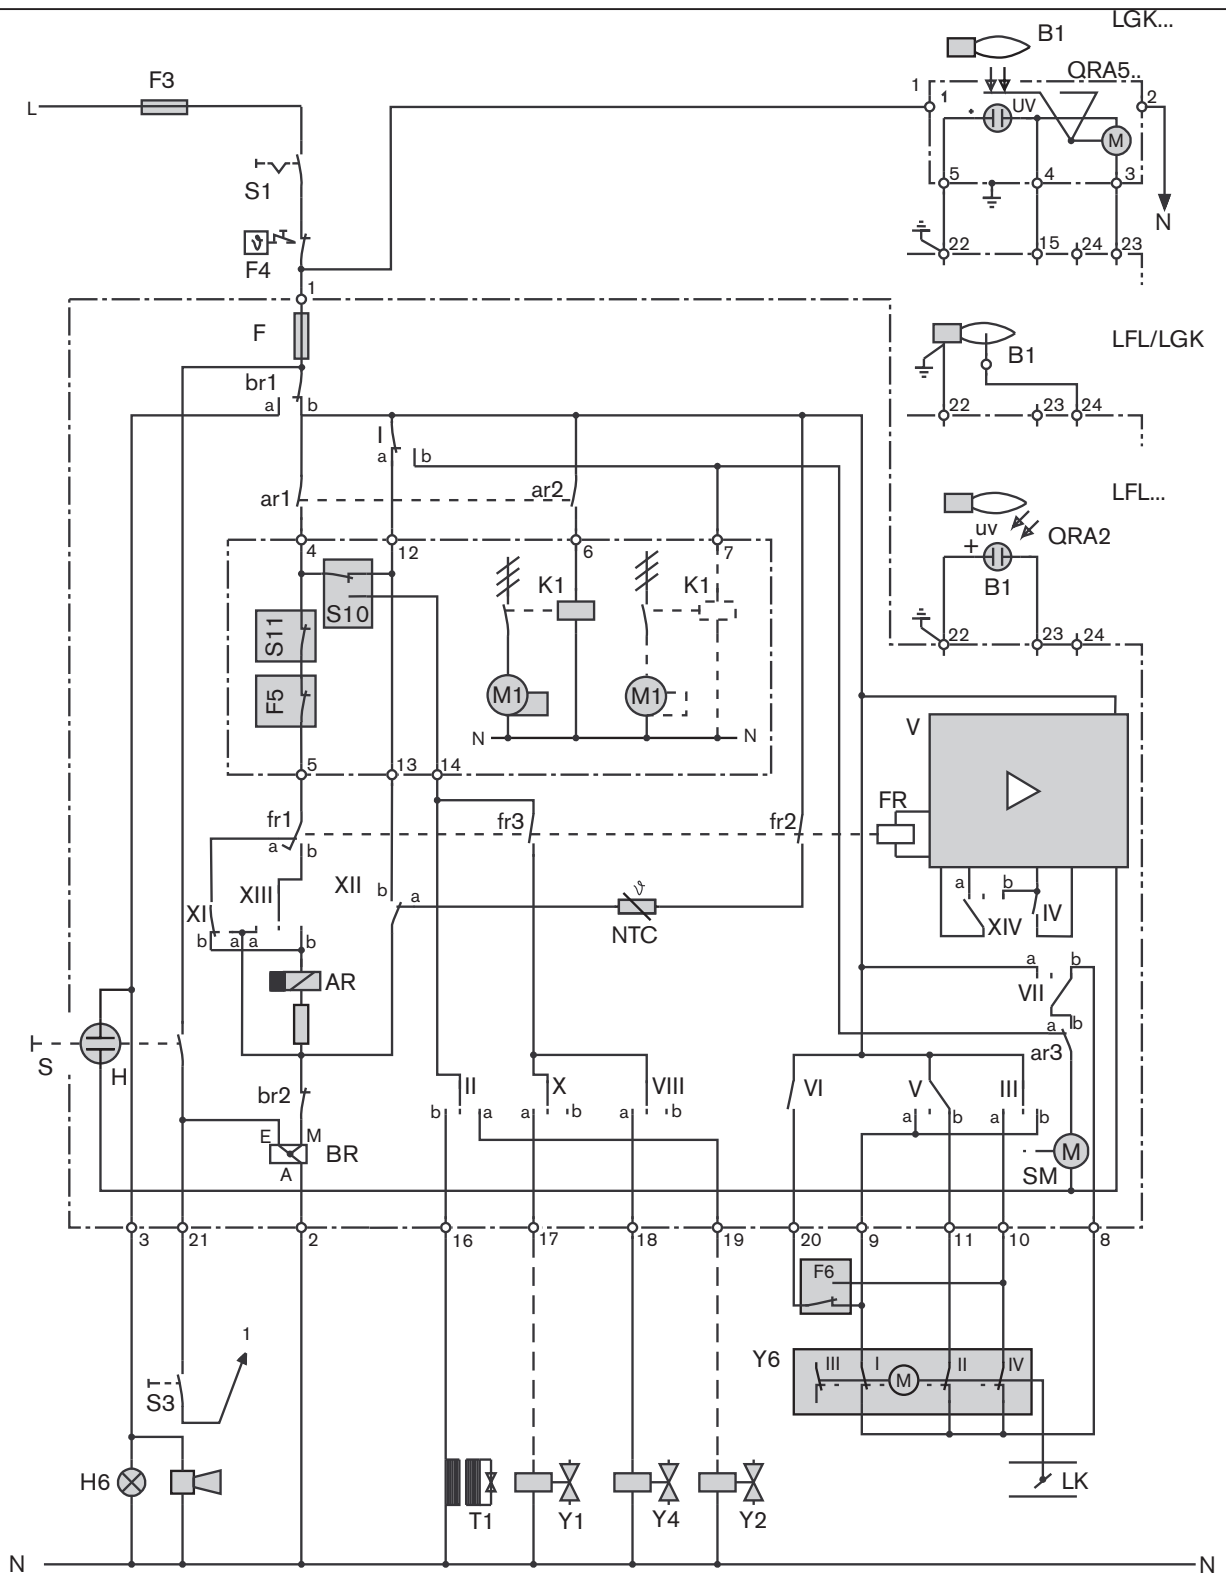 LGK...
B1
QRA5..
F3
L
1
1
UV
2
M
S1
5
4
3
N
F4
22
15
24
23
1
F
LFL/LGK
B1
br1
a
b
22
23
24
I
a
b
ar1
ar2
LFL...
uv
QRA2
+
B1
4
12
6
7
K1
K1
S10
S11
22
23
24
F5
M1
M1
V
N
N
5
13
14
FR
fr1
fr3
fr2
a
b
XIII
XII
b
a
ϑ
a
b
XI
XIV
IV
b
a
a
b
NTC
AR
a
b
VII
a
b
S
H
ar3
br2
II
X
VIII
VI
V
III
b
a
a
b
a
b
a
b
a
b
E
M
BR
A
M
SM
3
21
2
16
17
18
19
20
9
11
10
8
F6
1
Y6
III
I
M
II
IV
S3
H6
LK
T1
Y1
Y4
Y2
N
N